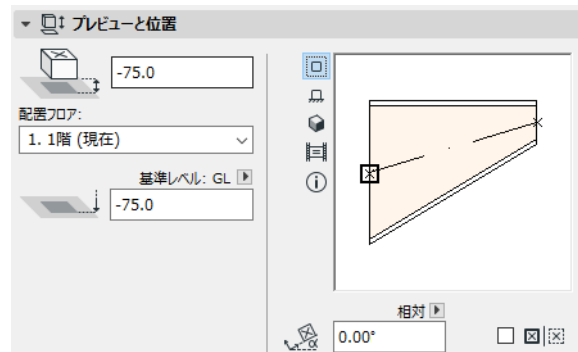 プレビューと位置
-75.0
配置フロア:
1. 1階 (現在)
基準レベル: GL
-75.0
相対
α
0.00°